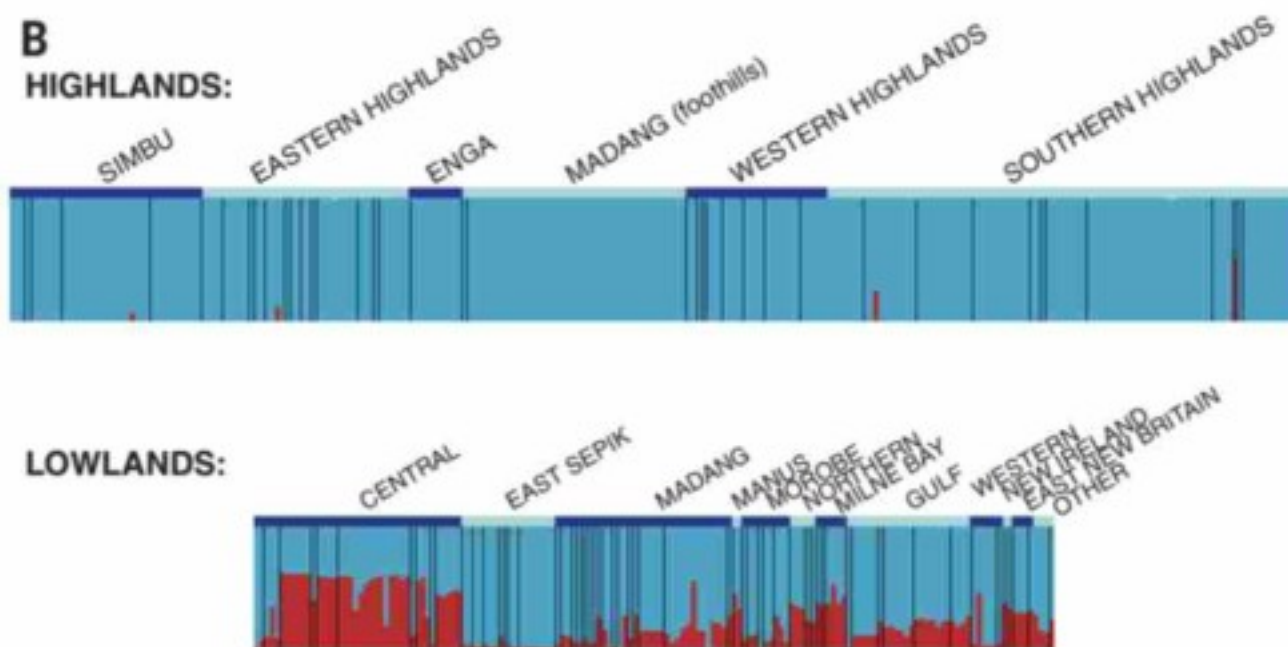 B
HIGHLANDS:
SIMBU
EASTERN HIGHLANDS
ENGA
MADANG (foothills)
WESTERN HIGHLANDS
SOUTHERN HIGHLANDS
LOWLANDS:
CENTRAL
EAST SEPIK
MADANG
MANUS
MOROBE
NORTHERN
MILNE BAY
GULF
WESTERN
NEW IRELAND
EAST NEW BRITAIN
OTHER